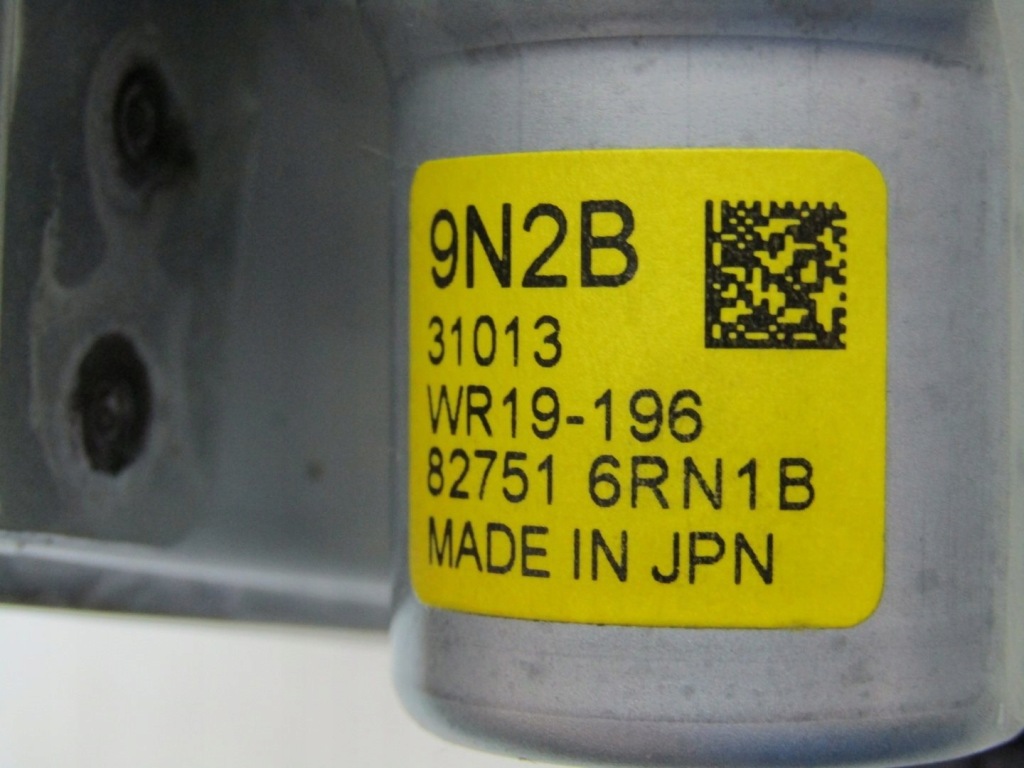 9N2B
31013
WR19-196
82751 6RN1B
MADE IN JPN